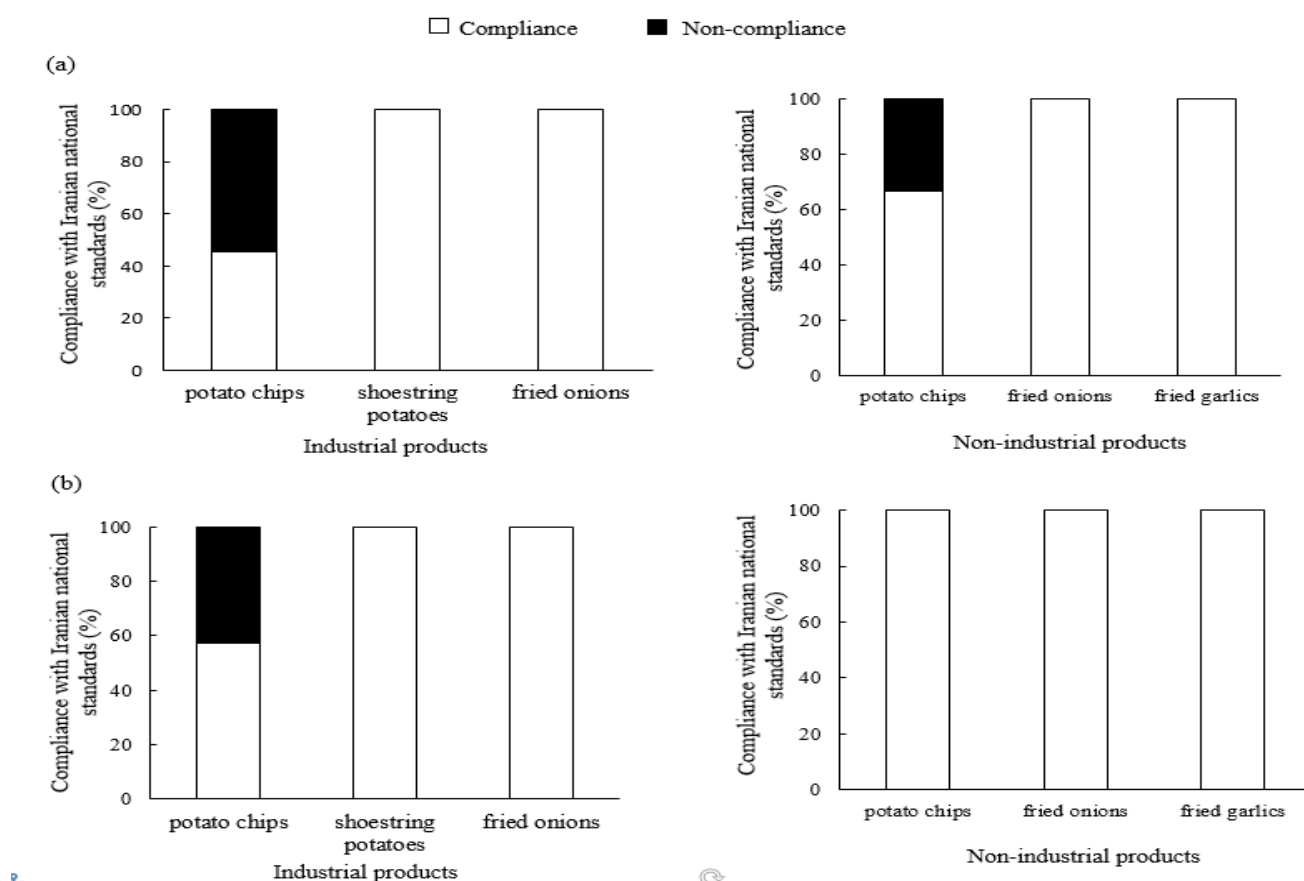 Compliance Non-compliance
(a)
Compliance with Iranian national
standards (%)
100
80
60
40
20
0
potato chips shoestring potatoes fried onions
Industrial products
Compliance with Iranian national
standards (%)
100
80
60
40
20
0
potato chips fried onions fried garlics
Non-industrial products
(b)
Compliance with Iranian national
standards (%)
100
80
60
40
20
0
potato chips shoestring potatoes fried onions
Industrial products
Compliance with Iranian national
standards (%)
100
80
60
40
20
0
potato chips fried onions fried garlics
Non-industrial products